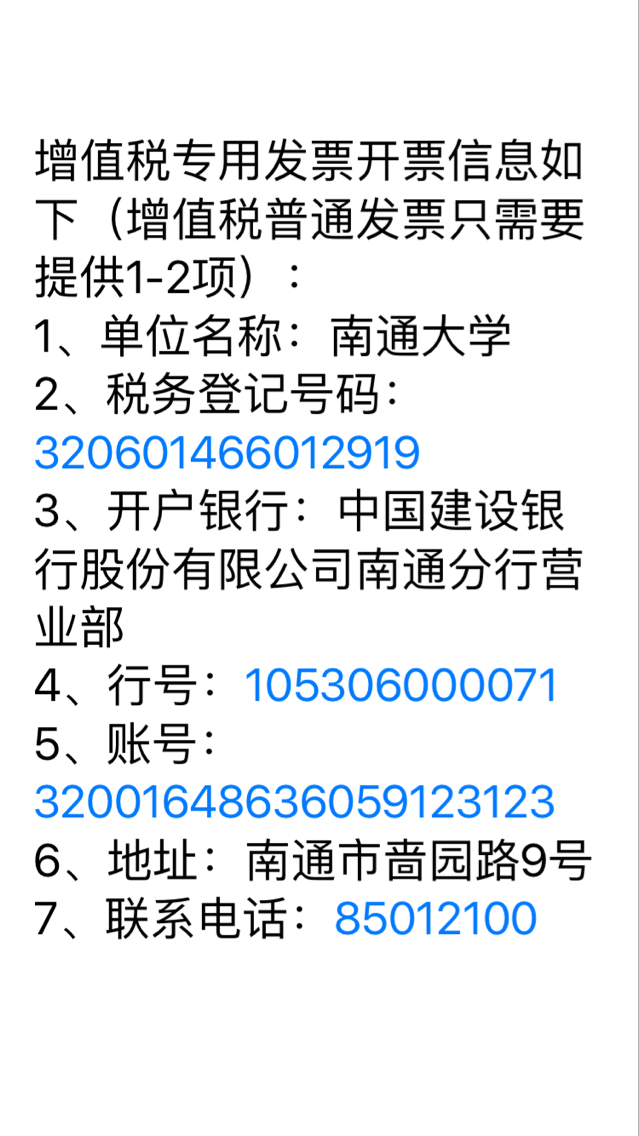 增值税专用发票开票信息如
下（增值税普通发票只需要
提供1-2项）：
1、单位名称：南通大学
2、税务登记号码：
320601466012919
3、开户银行：中国建设银
行股份有限公司南通分行营
业部
4、行号：105306000071
5、账号：
32001648636059123123
6、地址：南通市啬园路9号
7、联系电话：85012100